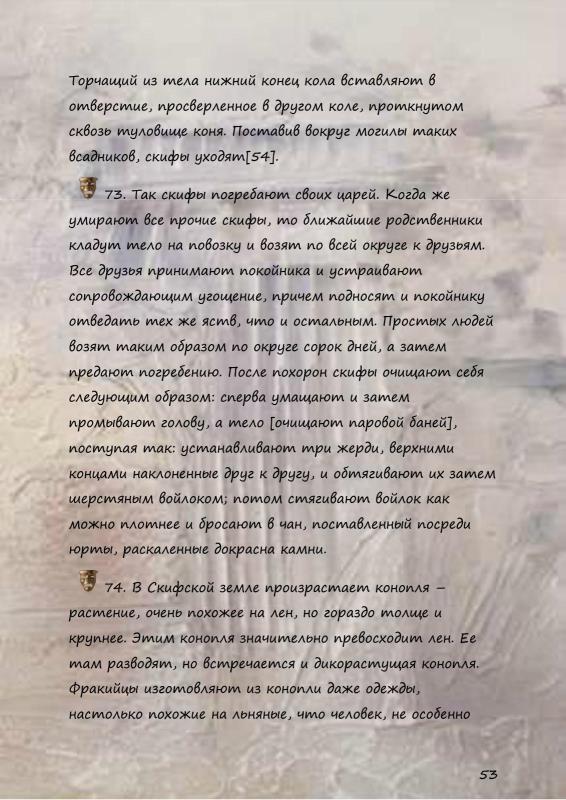 Торчащий из тела нижний конец кола вставляют в
отверстие, просверленное в другом коле, проткнутом
сквозь туловище коня. Поставив вокруг могилы таких
всадников, скифы уходят[54].
73. Так скифы погребают своих царей. Когда же
умирают все прочие скифы, то ближайшие родственники
кладут тело на повозку и возят по всей округе к друзьям.
Все друзья принимают покойника и устраивают
сопровождающим угощение, причем подносят и покойнику
отведать тех же яств, что и остальным. Простых людей
возят таким образом по округе сорок дней, а затем
предают погребению. После похорон скифы очищают себя
следующим образом: сперва умащают и затем
промывают голову, а тело [очищают паровой баней],
поступая так: устанавливают три жерди, верхними
концами наклоненные друг к другу, и обтягивают их затем
шерстяным войлоком; потом стягивают войлок как
можно плотнее и бросают в чан, поставленный посреди
юрты, раскаленные докрасна камни.
74. В Скифской земле произрастает конопля –
растение, очень похожее на лен, но гораздо толще и
крупнее. Этим конопля значительно превосходит лен. Ее
там разводят, но встречается и дикорастущая конопля.
Фракийцы изготовляют из конопли даже одежды,
настолько похожие на льняные, что человек, не особенно
53